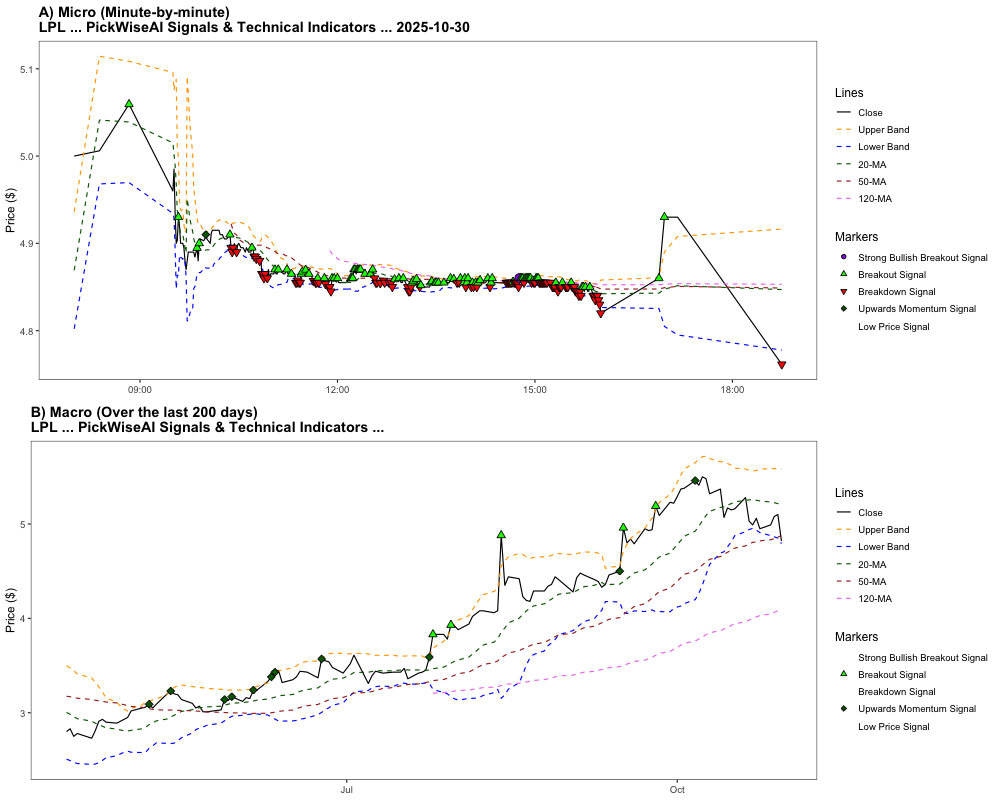 A) Micro (Minute-by-minute)
LPL ... PickWiseAI Signals & Technical Indicators ... 2025-10-30
Price ($)
5.1
5.0
4.9
4.8
09:00
12:00
15:00
18:00
Lines
Close
Upper Band
Lower Band
20-MA
50-MA
120-MA
Markers
Strong Bullish Breakout Signal
Breakout Signal
Breakdown Signal
Upwards Momentum Signal
Low Price Signal
B) Macro (Over the last 200 days)
LPL ... PickWiseAI Signals & Technical Indicators ...
Price ($)
5
4
3
Jul
Oct
Lines
Close
Upper Band
Lower Band
20-MA
50-MA
120-MA
Markers
Strong Bullish Breakout Signal
Breakout Signal
Breakdown Signal
Upwards Momentum Signal
Low Price Signal